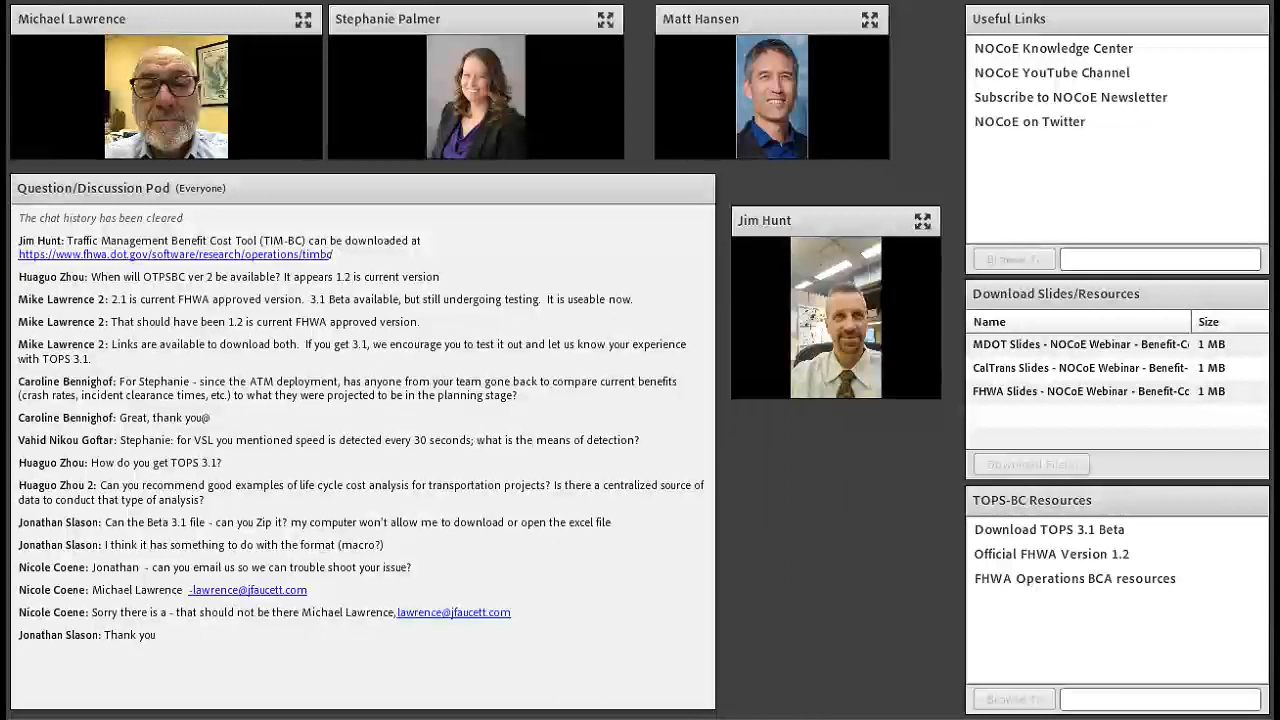 Michael Lawrence
Stephanie Palmer
Matt Hansen
Question/Discussion Pod (Everyone)
The chat history has been cleared
Jim Hunt: Traffic Management Benefit Cost Tool (TIM-BC) can be downloaded at
https://www.fhwa.dot.gov/software/research/operations/timbc/
Huaguo Zhou: When will OTPSBC ver 2 be available? It appears 1.2 is current version
Mike Lawrence 2: 2.1 is current FHWA approved version. 3.1 Beta available, but still undergoing testing. It is useable now.
Mike Lawrence 2: That should have been 1.2 is current FHWA approved version.
Mike Lawrence 2: Links are available to download both. If you get 3.1, we encourage you to test it out and let us know your experience
with TOPS 3.1.
Caroline Bennighof: For Stephanie - since the ATM deployment, has anyone from your team gone back to compare current benefits
(crash rates, incident clearance times, etc.) to what they were projected to be in the planning stage?
Caroline Bennighof: Great, thank you@
Vahid Nikou Goftar: Stephanie: for VSL you mentioned speed is detected every 30 seconds; what is the means of detection?
Huaguo Zhou: How do you get TOPS 3.1?
Huaguo Zhou 2: Can you recommend good examples of life cycle cost analysis for transportation projects? Is there a centralized source of
data to conduct that type of analysis?
Jonathan Slason: Can the Beta 3.1 file - can you Zip it? my computer won't allow me to download or open the excel file
Jonathan Slason: I think it has something to do with the format (macro?)
Nicole Coene: Jonathan - can you email us so we can trouble shoot your issue?
Nicole Coene: Michael Lawrence -lawrence@jfaucett.com
Nicole Coene: Sorry there is a - that should not be there Michael Lawrence,lawrence@jfaucett.com
Jonathan Slason: Thank you
Jim Hunt
Useful Links
NOCoE Knowledge Center
NOCoE YouTube Channel
Subscribe to NOCoE Newsletter
NOCoE on Twitter
Browse To
Download Slides/Resources
Name Size
MDOT Slides - NOCoE Webinar - Benefit-Co 1 MB
CalTrans Slides - NOCoE Webinar - Benefit- 1 MB
FHWA Slides - NOCoE Webinar - Benefit-Cc 1 MB
Download File(s)
TOPS-BC Resources
Download TOPS 3.1 Beta
Official FHWA Version 1.2
FHWA Operations BCA resources
Browse To